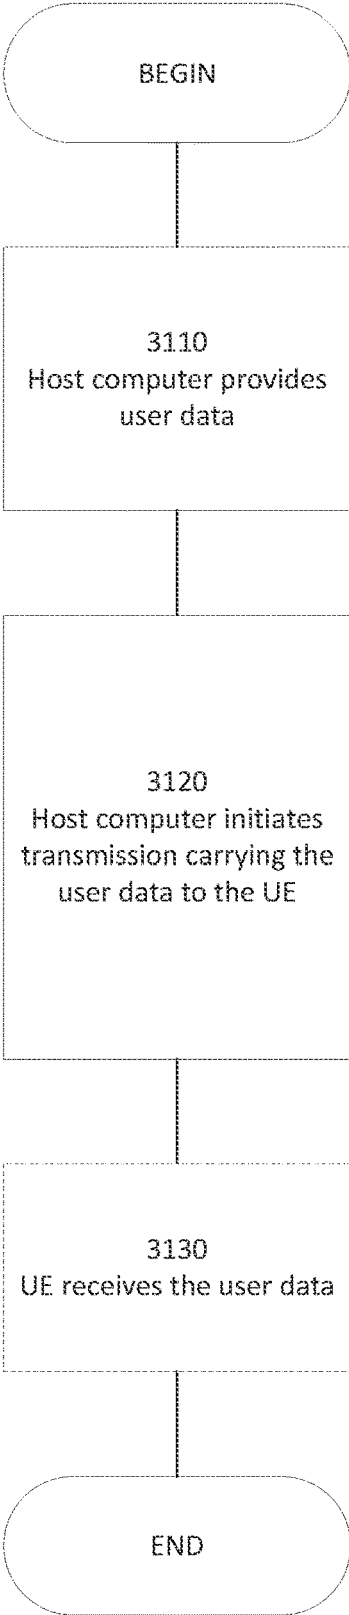 BEGIN
3110
Host computer provides
user data
3120
Host computer initiates
transmission carrying the
user data to the UE
3130
UE receives the user data
END